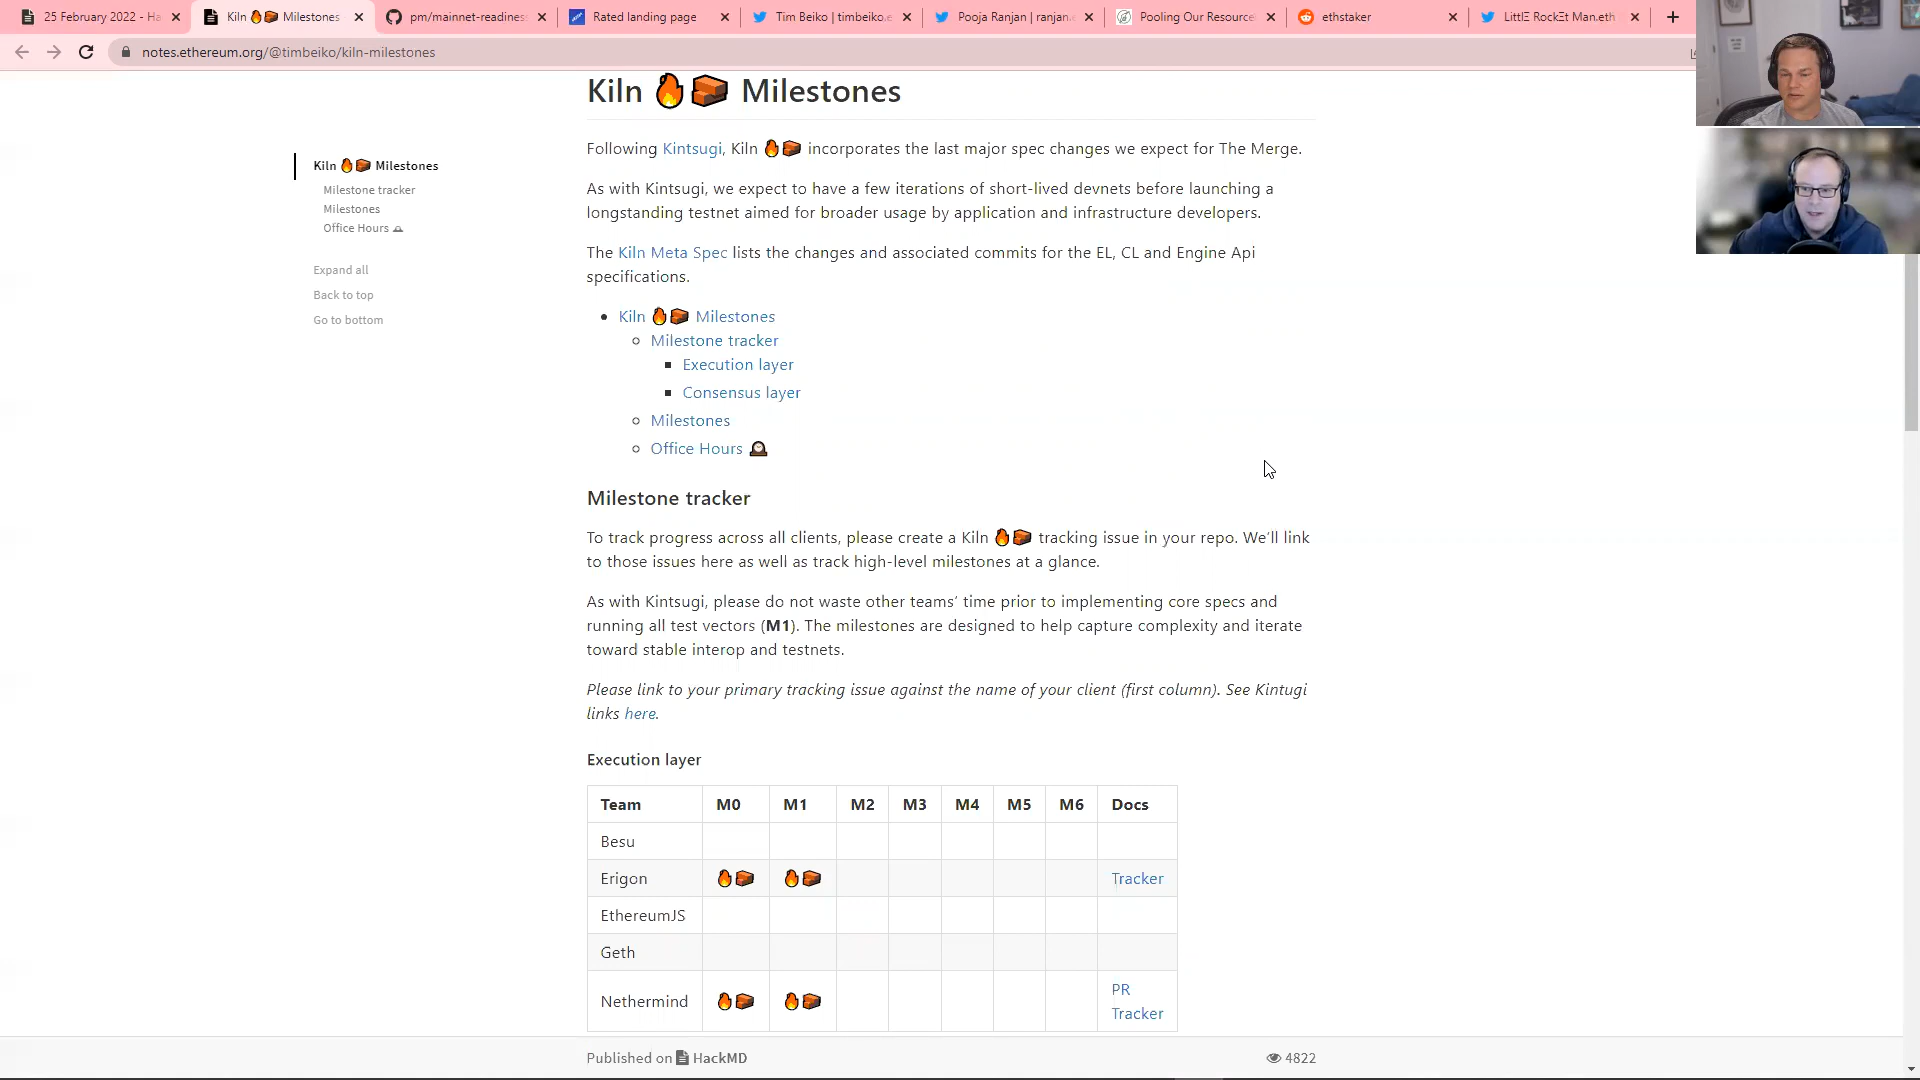 25 February 2022 - Ha
Kiln 🔥🧱 Milestones
pm/mainnet-readines
Rated landing page
Tim Beiko | timbeiko.e
Pooja Ranjan | ranjan.
Pooling Our Resource
ethstaker
LittlΞ RockΞt Man.eth
notes.ethereum.org/@timbeiko/kiln-milestones
Kiln 🔥🧱 Milestones
Milestone tracker
Milestones
Office Hours 🕰
Expand all
Back to top
Go to bottom
Kiln 🔥🧱 Milestones
Following Kintsugi, Kiln 🔥🧱 incorporates the last major spec changes we expect for The Merge.
As with Kintsugi, we expect to have a few iterations of short-lived devnets before launching a
longstanding testnet aimed for broader usage by application and infrastructure developers.
The Kiln Meta Spec lists the changes and associated commits for the EL, CL and Engine Api
specifications.
Kiln 🔥🧱 Milestones
Milestone tracker
Execution layer
Consensus layer
Milestones
Office Hours 🕰
Milestone tracker
To track progress across all clients, please create a Kiln 🔥🧱 tracking issue in your repo. We'll link
to those issues here as well as track high-level milestones at a glance.
As with Kintsugi, please do not waste other teams' time prior to implementing core specs and
running all test vectors (M1). The milestones are designed to help capture complexity and iterate
toward stable interop and testnets.
Please link to your primary tracking issue against the name of your client (first column). See Kintugi
links here.
Execution layer
Team M0 M1 M2 M3 M4 M5 M6 Docs
Besu
Erigon 🔥🧱 🔥🧱 Tracker
EthereumJS
Geth
Nethermind 🔥🧱 🔥🧱 PR
Tracker
Published on HackMD 4822